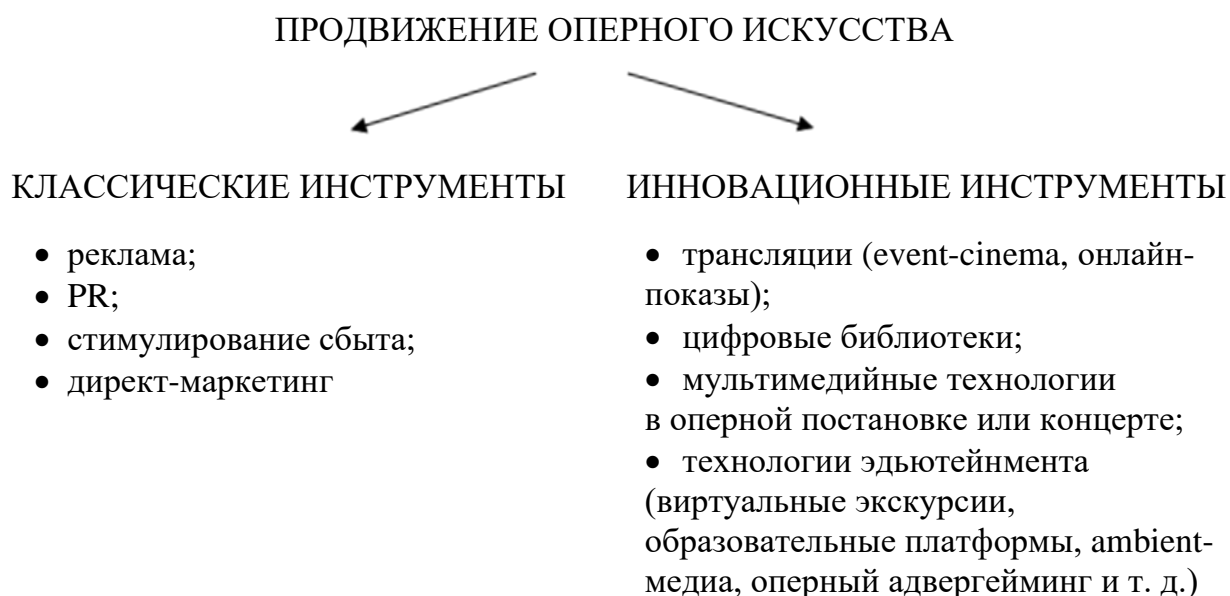 ПРОДВИЖЕНИЕ ОПЕРНОГО ИСКУССТВА
КЛАССИЧЕСКИЕ ИНСТРУМЕНТЫ
• реклама;
• PR;
• стимулирование сбыта;
• директ-маркетинг
ИННОВАЦИОННЫЕ ИНСТРУМЕНТЫ
• трансляции (event-cinema, онлайн-
показы);
• цифровые библиотеки;
• мультимедийные технологии
в оперной постановке или концерте;
• технологии эдьютейнмента
(виртуальные экскурсии,
образовательные платформы, ambient-
медиа, оперный адвергейминг и т. д.)